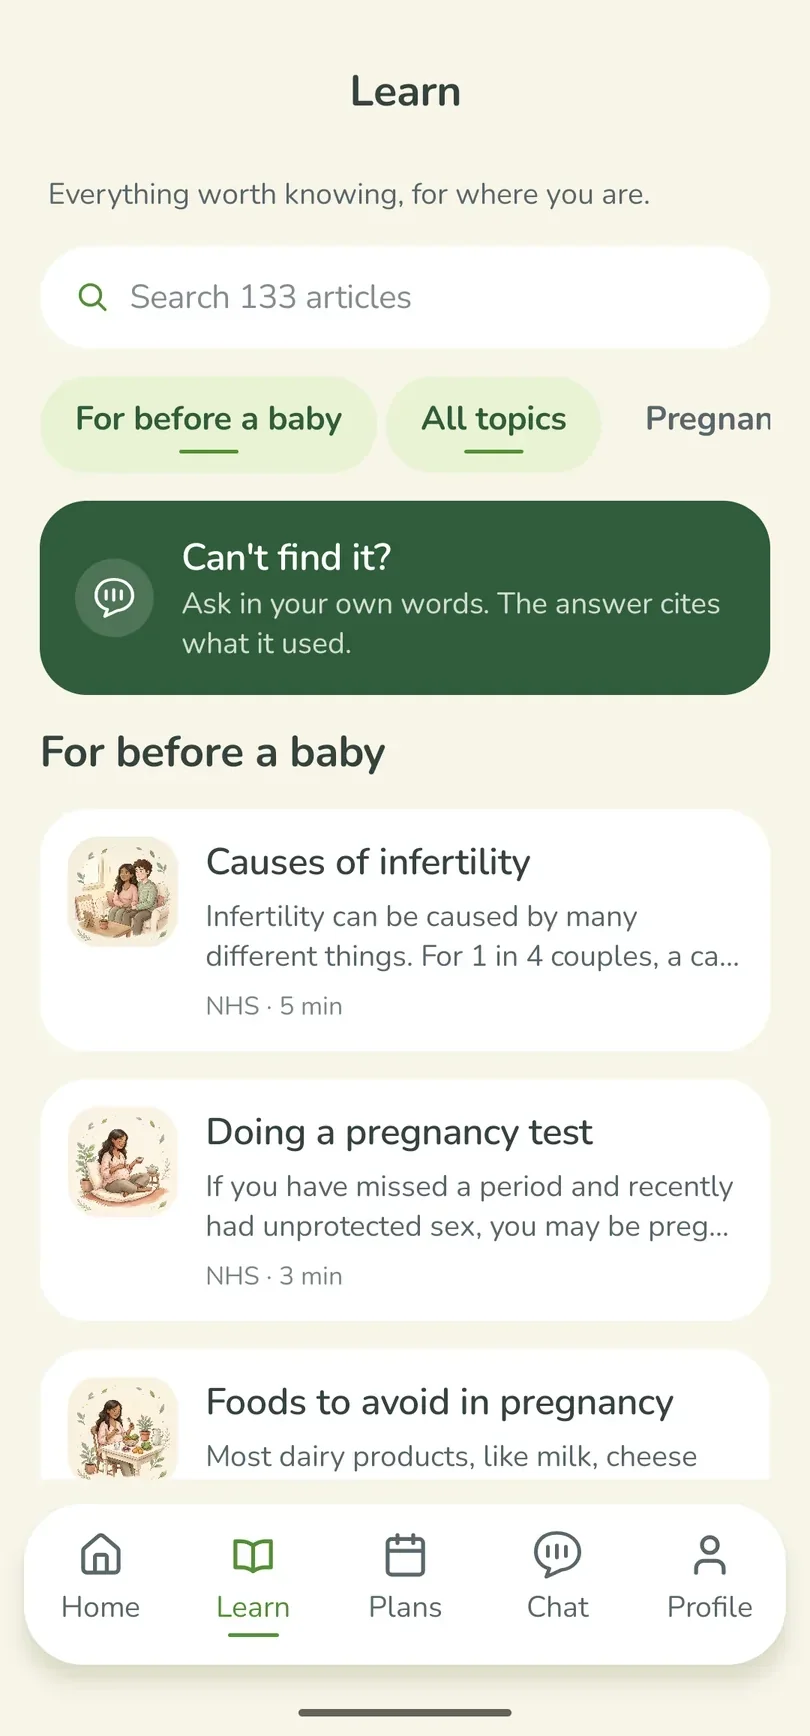 Learn
Everything worth knowing, for where you are.
Search 133 articles
For before a baby
All topics
Pregnan
Can't find it?
Ask in your own words. The answer cites
what it used.
For before a baby
Causes of infertility
Infertility can be caused by many
different things. For 1 in 4 couples, a ca...
NHS · 5 min
Doing a pregnancy test
If you have missed a period and recently
had unprotected sex, you may be preg...
NHS · 3 min
Foods to avoid in pregnancy
Most dairy products, like milk, cheese
Home
Learn
Plans
Chat
Profile